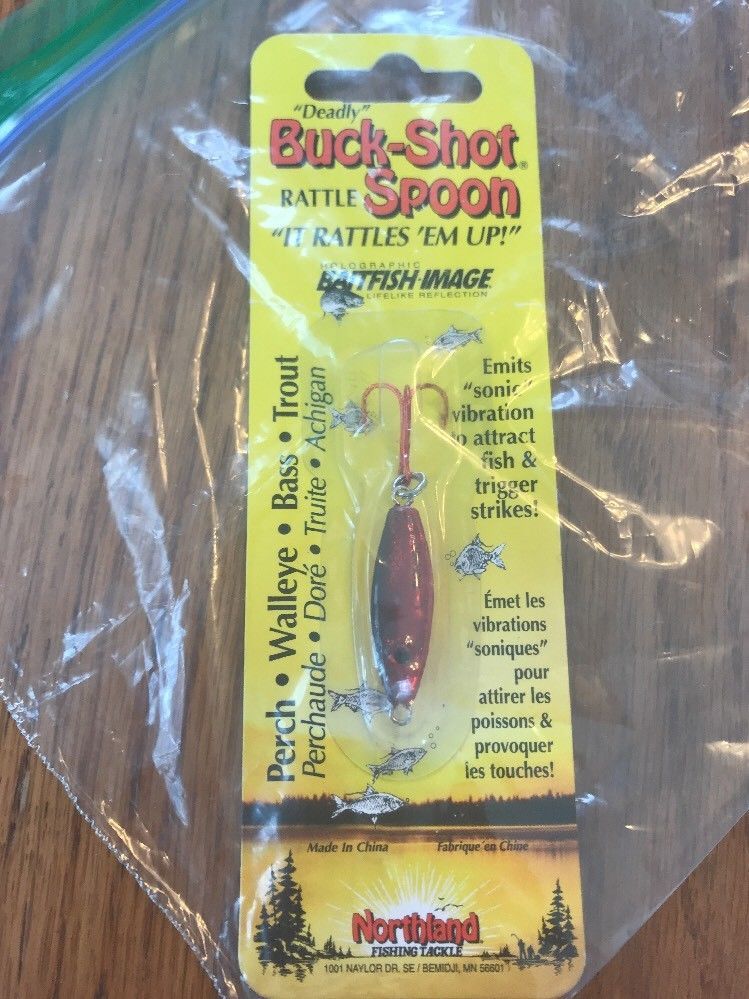 "Deadly"
Buck-Shot®
RATTLE Spoon
"IT RATTLES 'EM UP!"
HOLOGRAPHIC
BAITFISH-IMAGE
LIFELIKE REFLECTION
Perch • Walleye • Bass • Trout
Perchaude • Doré • Truite • Achigan
Emits
"sonic"
vibration
to attract
fish &
trigger
strikes!
Émet les
vibrations
"soniques"
pour
attirer les
poissons &
provoquer
les touches!
Made In China
Fabrique en Chine
Northland
FISHING TACKLE
1001 NAYLOR DR. SE / BEMIDJI, MN 56601